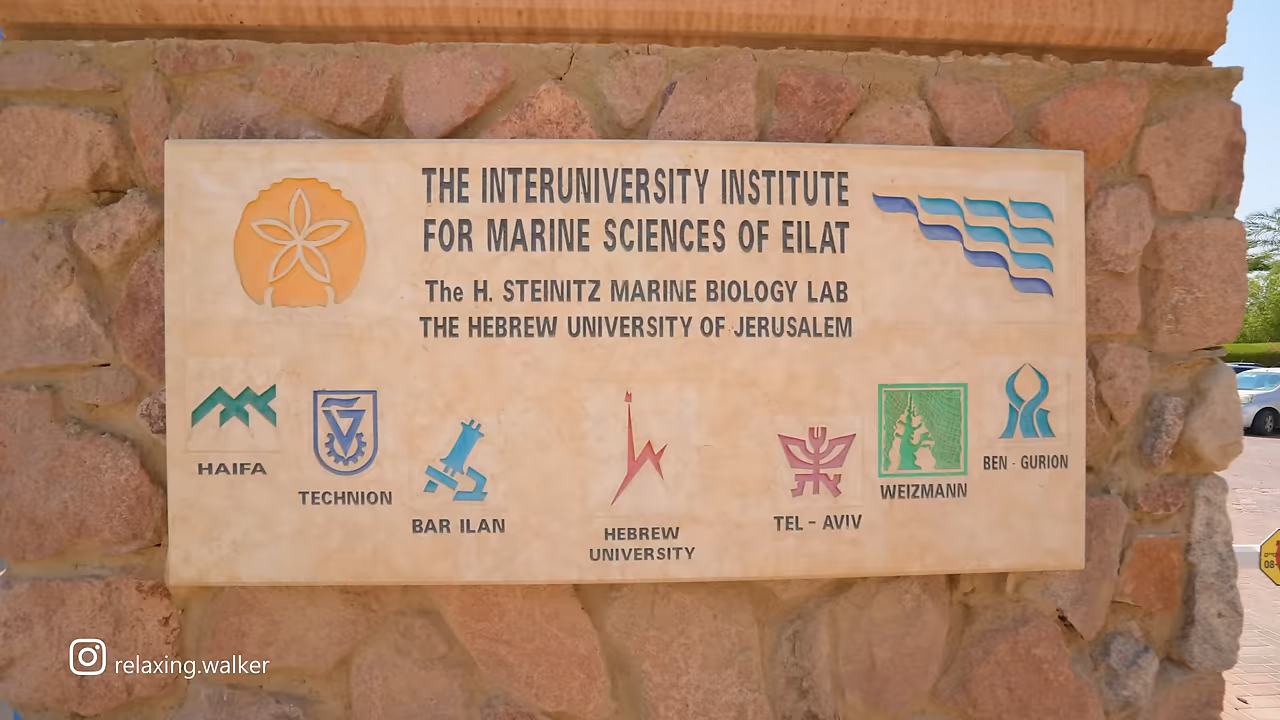 THE INTERUNIVERSITY INSTITUTE
FOR MARINE SCIENCES OF EILAT
The H. STEINITZ MARINE BIOLOGY LAB
THE HEBREW UNIVERSITY OF JERUSALEM
HAIFA
TECHNION
BAR ILAN
HEBREW
UNIVERSITY
TEL - AVIV
WEIZMANN
BEN - GURION
relaxing.walker